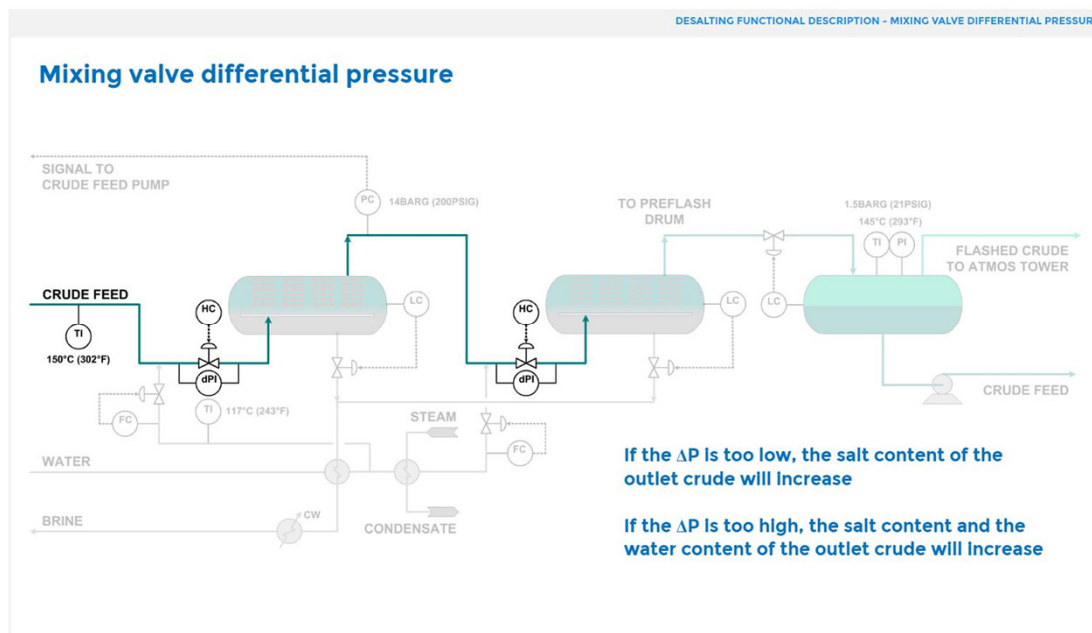 DESALTING FUNCTIONAL DESCRIPTION - MIXING VALVE DIFFERENTIAL PRESSUR
Mixing valve differential pressure
SIGNAL TO
CRUDE FEED PUMP
PC
14BARG (200PSIG)
TO PREFLASH
DRUM
1.5BARG (21PSIG)
145°C (293°F)
TI
PI
FLASHED CRUDE
TO ATMOS TOWER
CRUDE FEED
HC
LC
HC
LC
LC
TI
150°C (302°F)
dPI
dPI
CRUDE FEED
TI
117°C (243°F)
FC
STEAM
FC
WATER
BRINE
CW
CONDENSATE
If the ΔP is too low, the salt content of the
outlet crude will increase
If the ΔP is too high, the salt content and the
water content of the outlet crude will increase